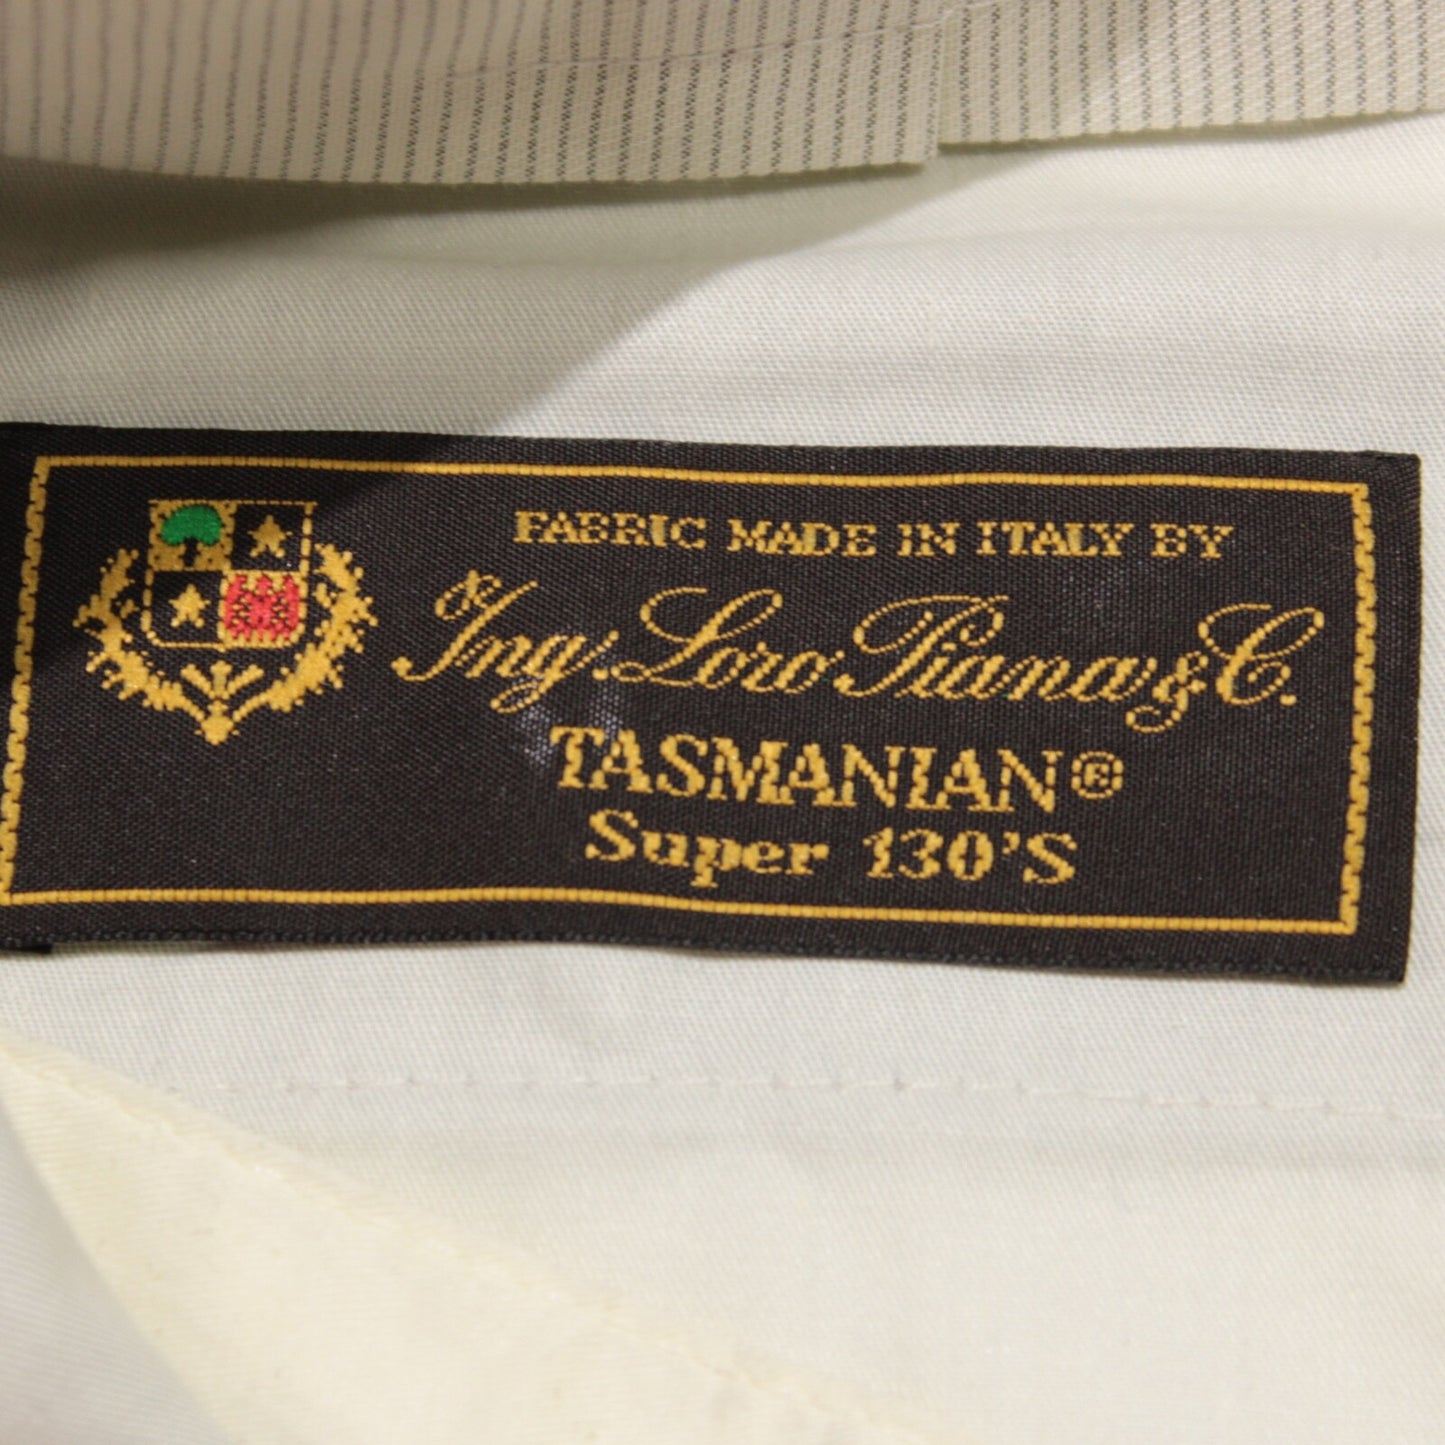 FABRIC MADE IN ITALY BY
Ing. Loro Piana & C.
TASMANIAN®
Super 130'S